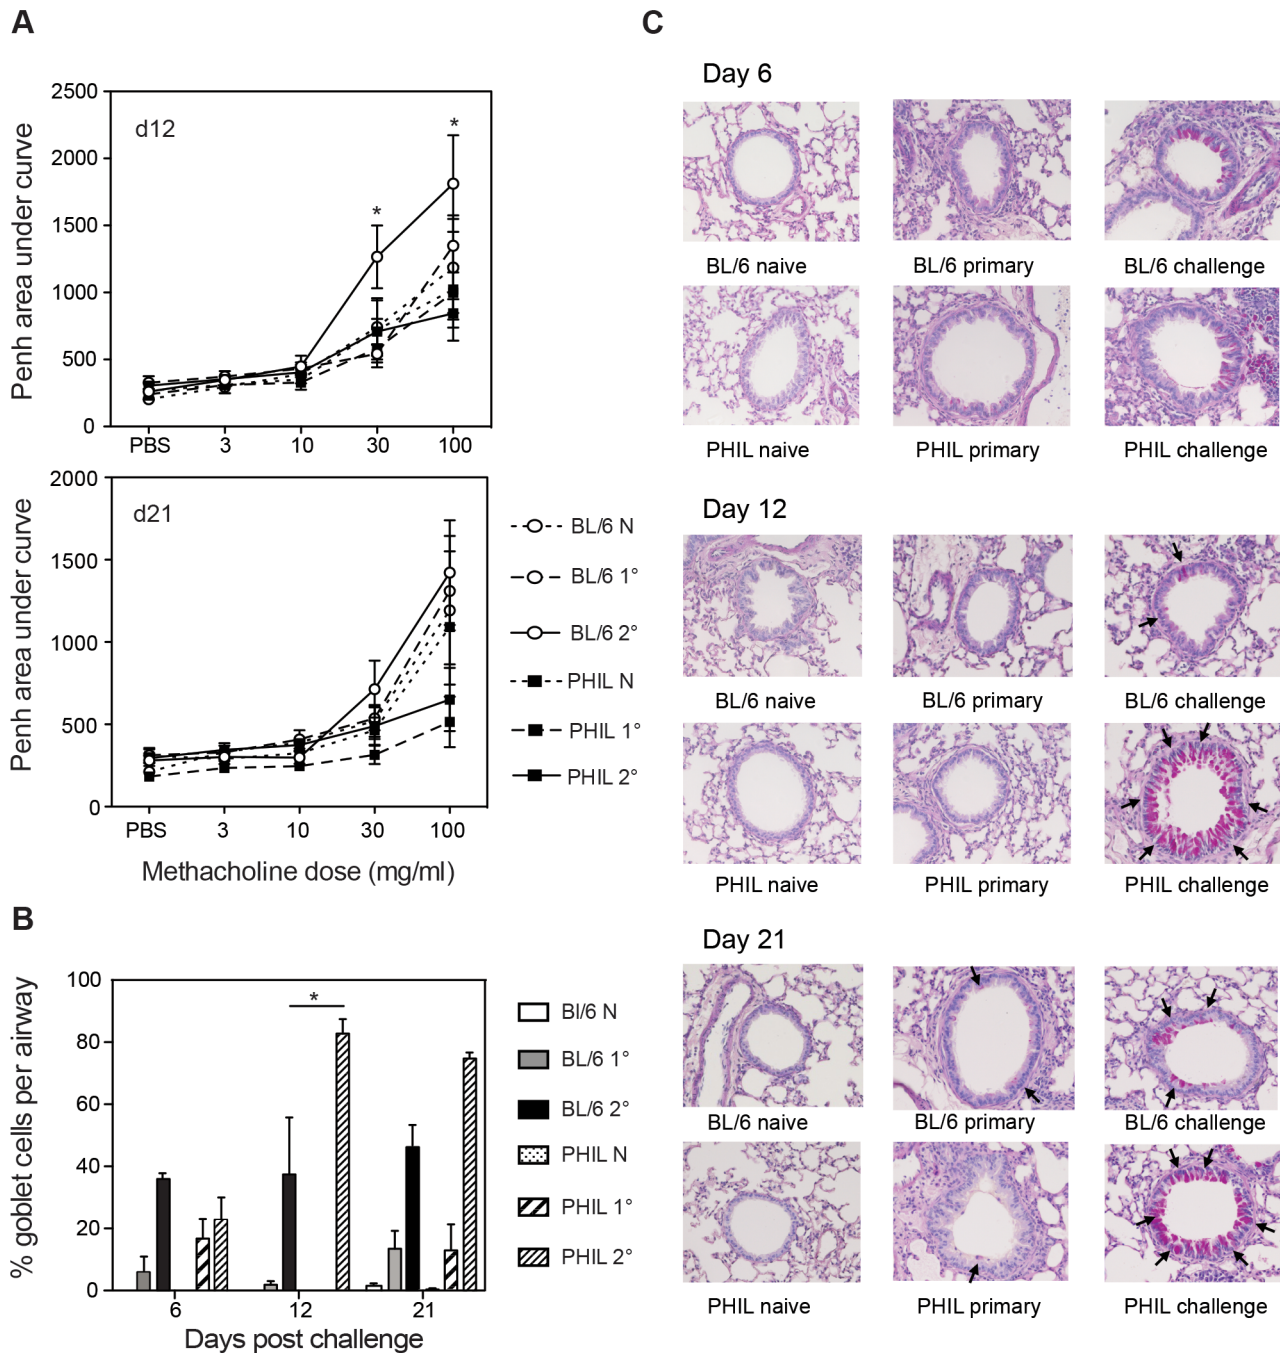 A
2500
2000
1500
1000
500
0
Penh area under curve
d12
*
*
PBS 3 10 30 100
2000
1500
1000
500
0
Penh area under curve
d21
PBS 3 10 30 100
Methacholine dose (mg/ml)
BL/6 N
BL/6 1°
BL/6 2°
PHIL N
PHIL 1°
PHIL 2°
B
100
80
60
40
20
0
% goblet cells per airway
*
6 12 21
Days post challenge
Bl/6 N
BL/6 1°
BL/6 2°
PHIL N
PHIL 1°
PHIL 2°
C
Day 6
BL/6 naive BL/6 primary BL/6 challenge
PHIL naive PHIL primary PHIL challenge
Day 12
BL/6 naive BL/6 primary BL/6 challenge
PHIL naive PHIL primary PHIL challenge
Day 21
BL/6 naive BL/6 primary BL/6 challenge
PHIL naive PHIL primary PHIL challenge